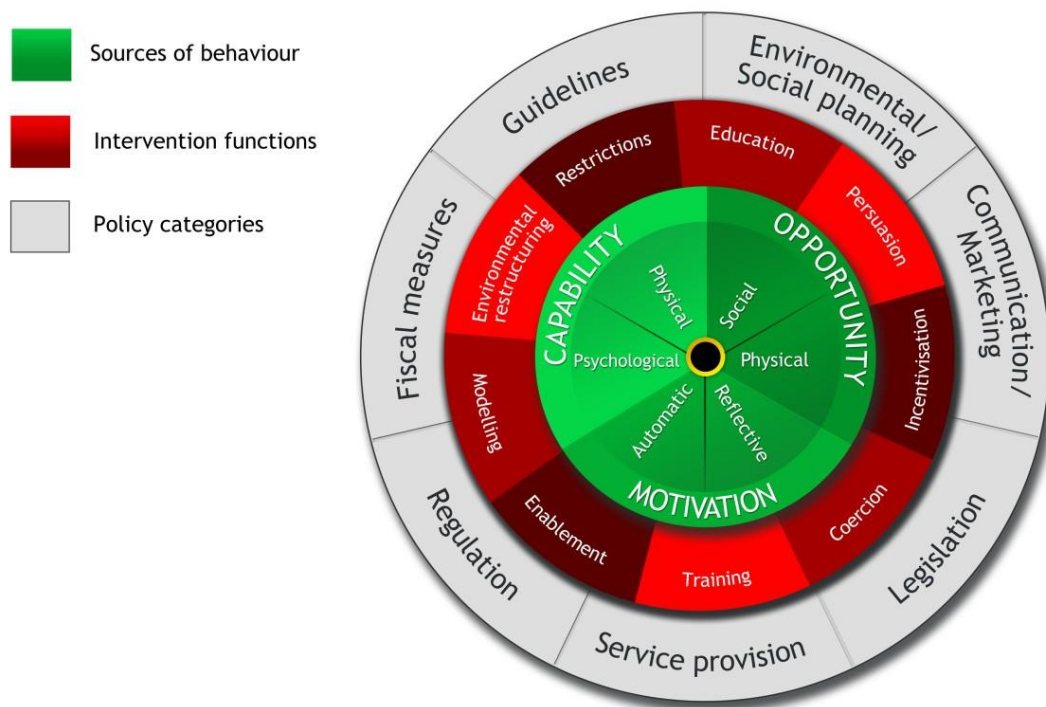 Sources of behaviour
Intervention functions
Policy categories
Guidelines
Environmental/
Social planning
Communication/
Marketing
Legislation
Service provision
Regulation
Fiscal measures
Restrictions
Education
Persuasion
Incentivisation
Coercion
Training
Enablement
Modelling
Environmental
restructuring
CAPABILITY
OPPORTUNITY
MOTIVATION
Physical
Social
Physical
Reflective
Automatic
Psychological